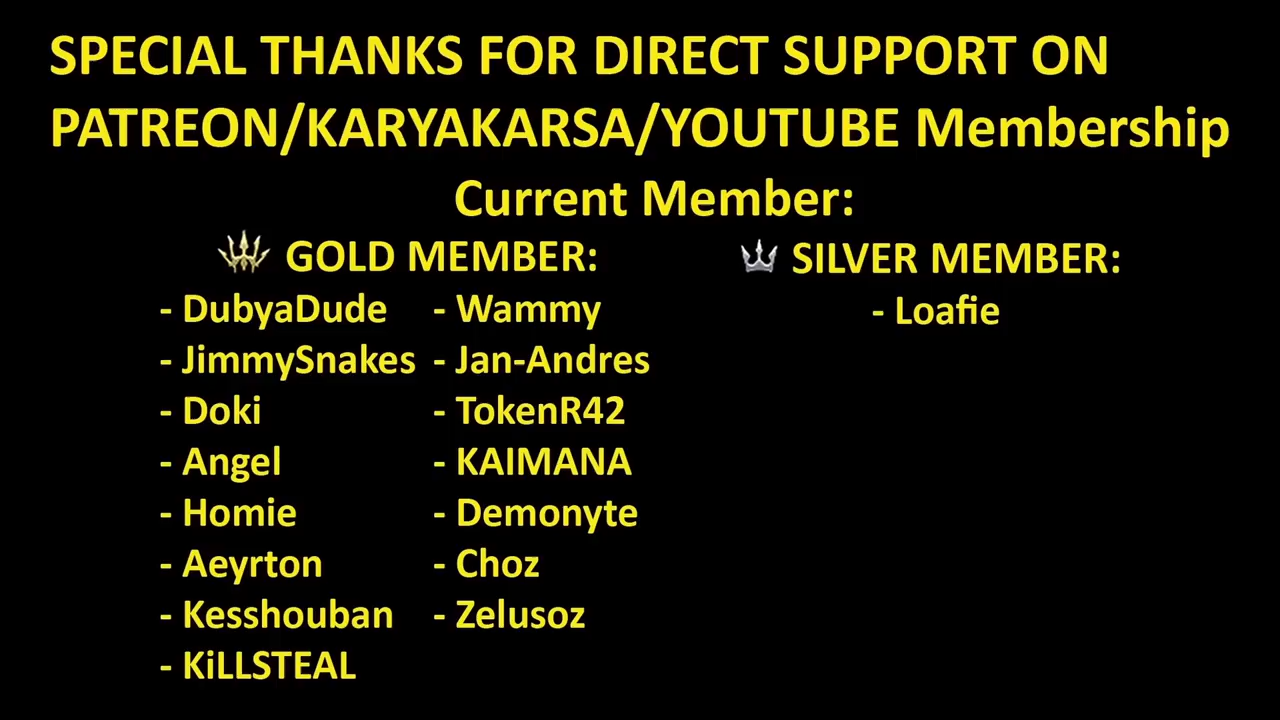 SPECIAL THANKS FOR DIRECT SUPPORT ON
PATREON/KARYAKARSA/YOUTUBE Membership
Current Member:
GOLD MEMBER:
- DubyaDude
- JimmySnakes
- Doki
- Angel
- Homie
- Aeyrton
- Kesshouban
- KiLLSTEAL
- Wammy
- Jan-Andres
- TokenR42
- KAIMANA
- Demonyte
- Choz
- Zelusoz
SILVER MEMBER:
- Loafie